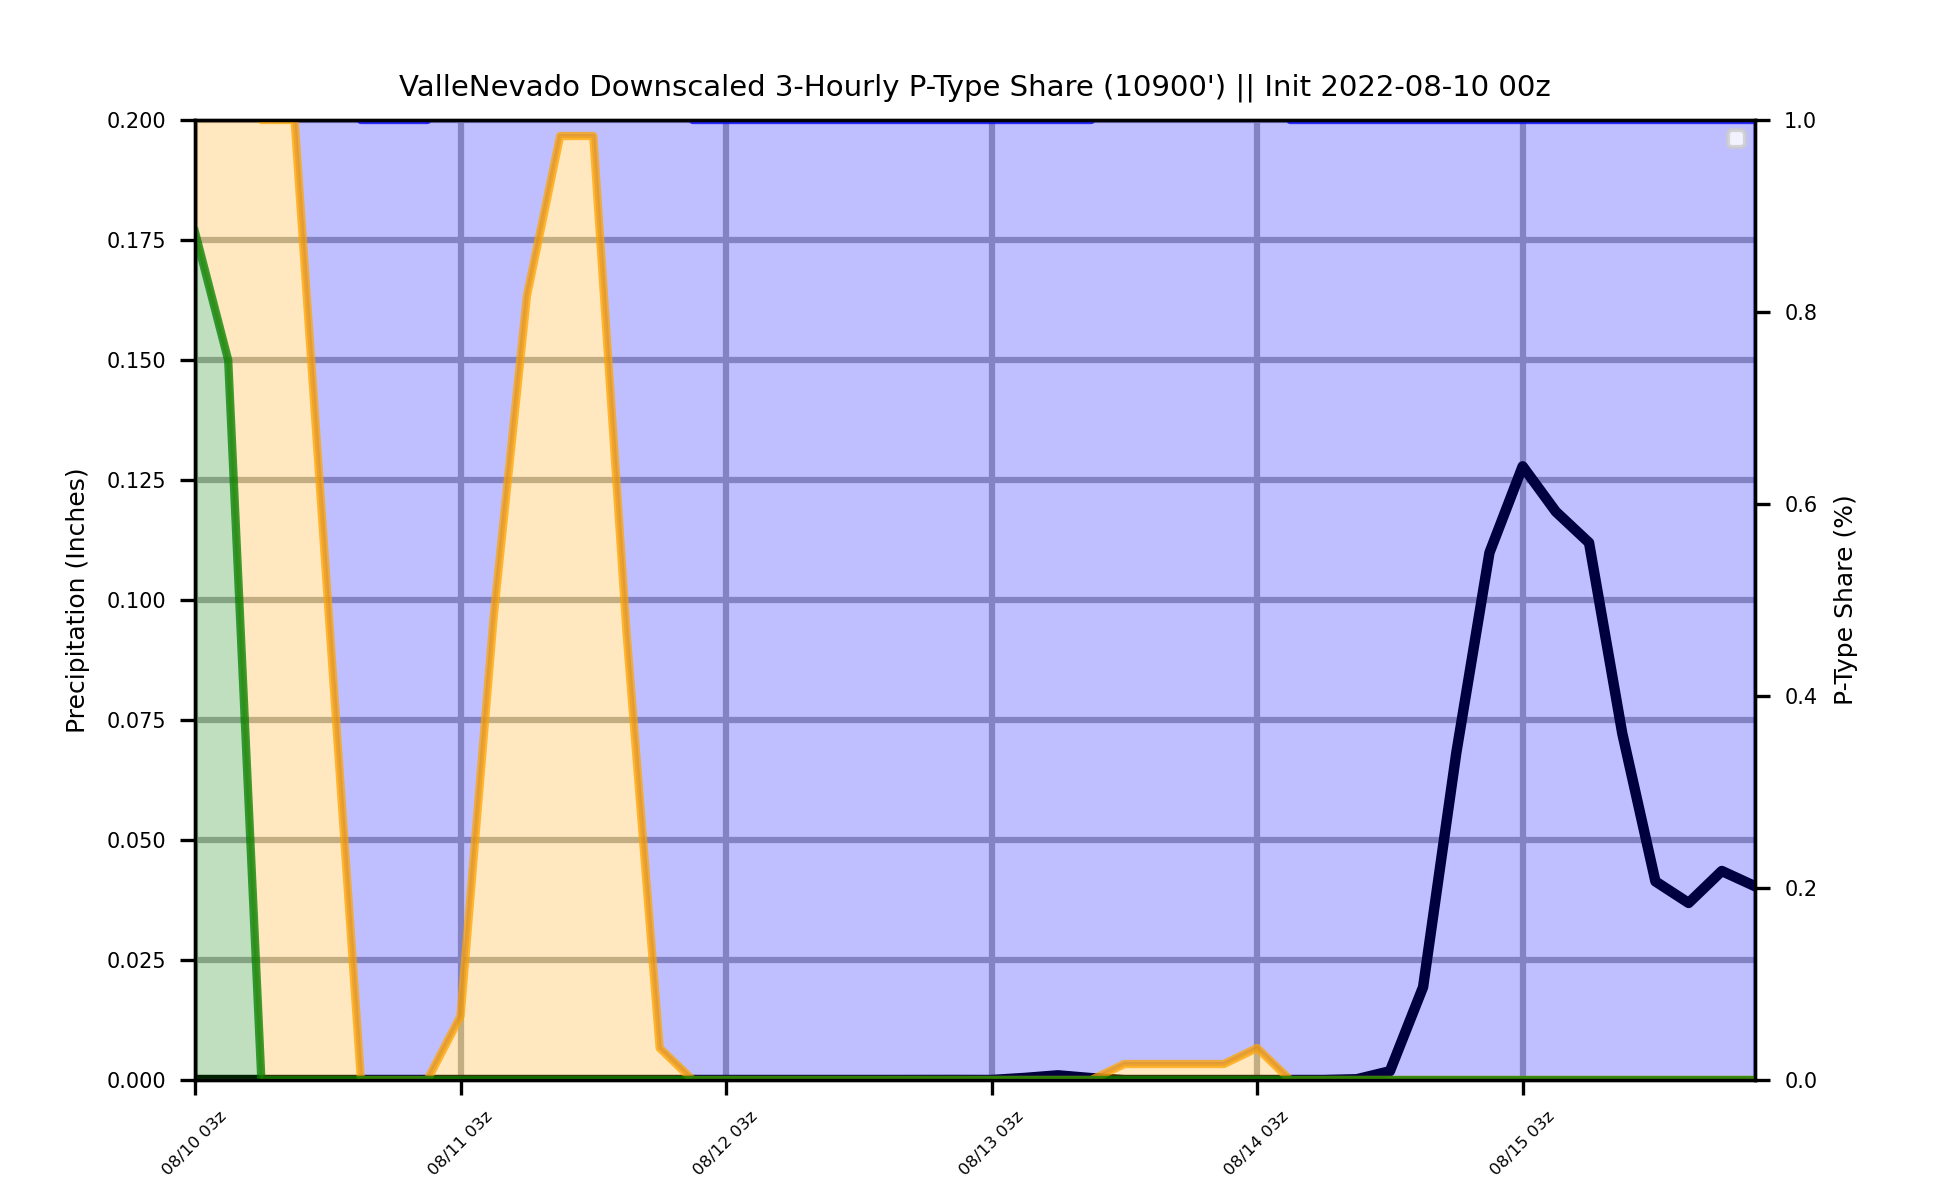 ValleNevado Downscaled 3-Hourly P-Type Share (10900') || Init 2022-08-10 00z
Precipitation (Inches)
0.200
0.175
0.150
0.125
0.100
0.075
0.050
0.025
0.000
1.0
0.8
0.6
0.4
0.2
0.0
P-Type Share (%)
08/10 03z
08/11 03z
08/12 03z
08/13 03z
08/14 03z
08/15 03z